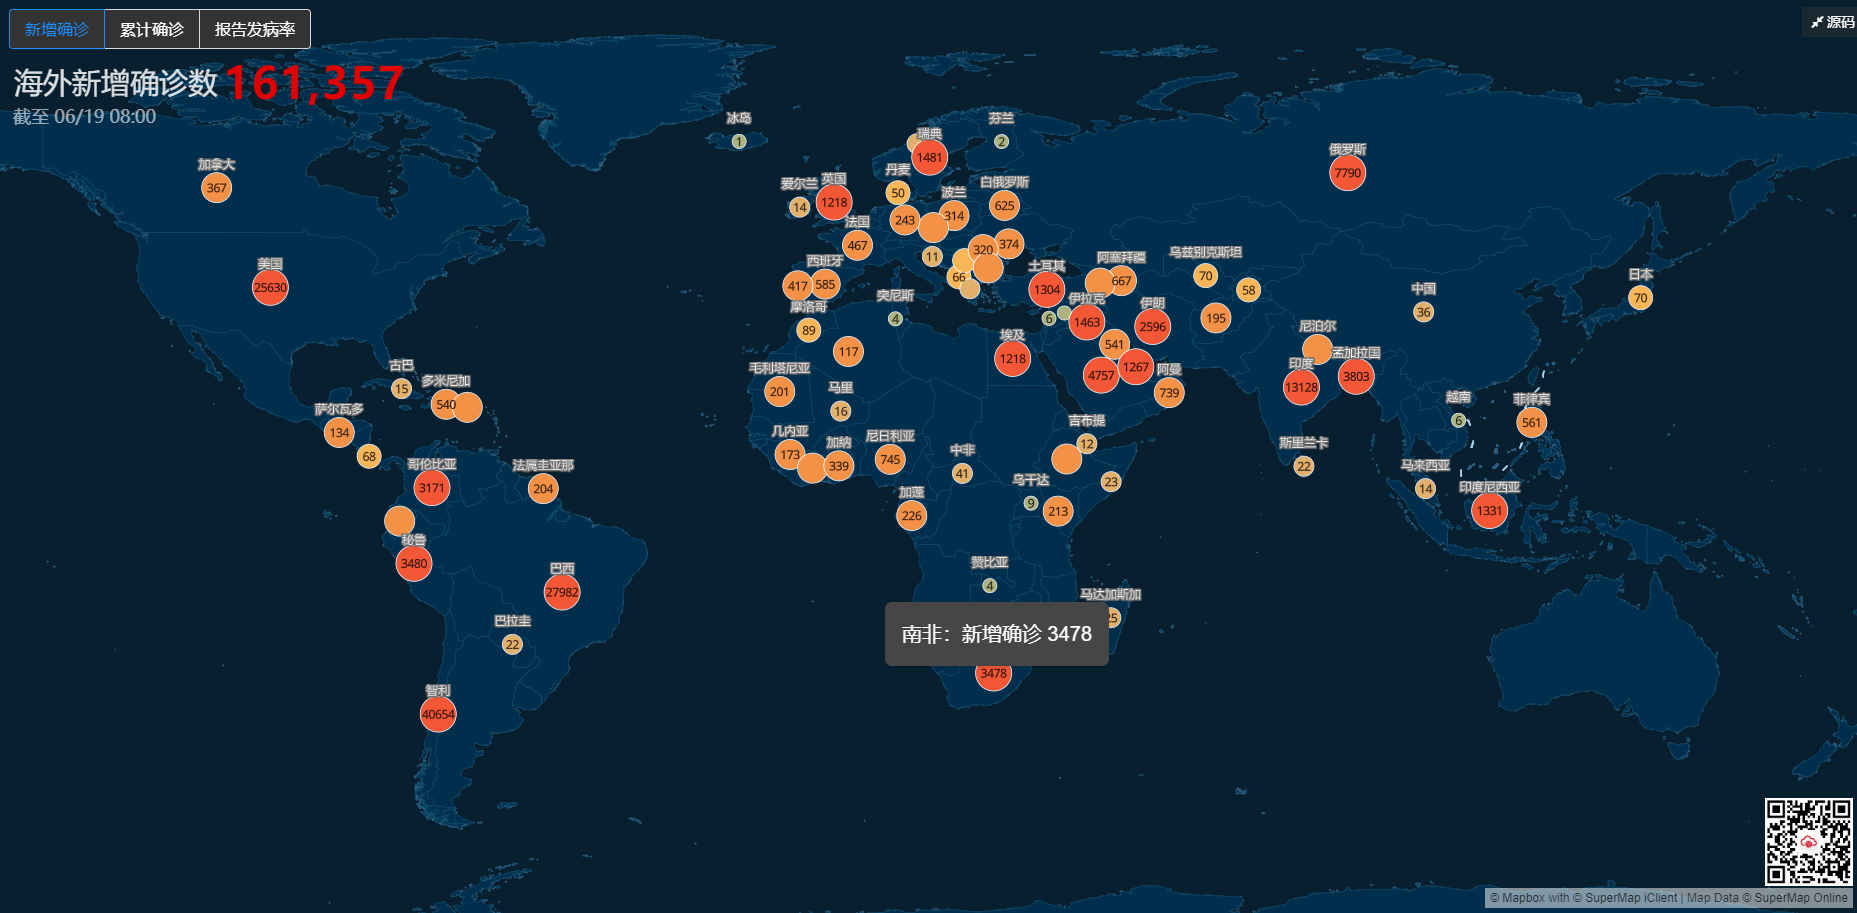 新增确诊
累计确诊
报告发病率
源码
海外新增确诊数 161,357
截至 06/19 08:00
冰岛
1
芬兰
2
瑞典
1481
俄罗斯
7790
加拿大
367
丹麦
50
爱尔兰
14
英国
1218
白俄罗斯
625
波兰
314
243
法国
467
374
320
11
66
美国
25630
西班牙
417
585
土耳其
1304
阿塞拜疆
667
乌兹别克斯坦
70
58
日本
70
中国
36
突尼斯
4
摩洛哥
89
6
伊拉克
1463
伊朗
2596
195
117
埃及
1218
541
尼泊尔
孟加拉国
3803
印度
13128
4757
1267
阿曼
739
古巴
15
多米尼加
540
毛利塔尼亚
201
马里
16
萨尔瓦多
134
68
越南
6
菲律宾
561
几内亚
173
加纳
339
尼日利亚
745
中非
41
吉布提
12
斯里兰卡
22
哥伦比亚
3171
法属圭亚那
204
马来西亚
14
印度尼西亚
1331
乌干达
9
213
23
加蓬
226
秘鲁
3480
赞比亚
4
巴西
27982
马达加斯加
25
巴拉圭
22
南非：新增确诊 3478
3478
智利
40654
© Mapbox with © SuperMap iClient | Map Data © SuperMap Online